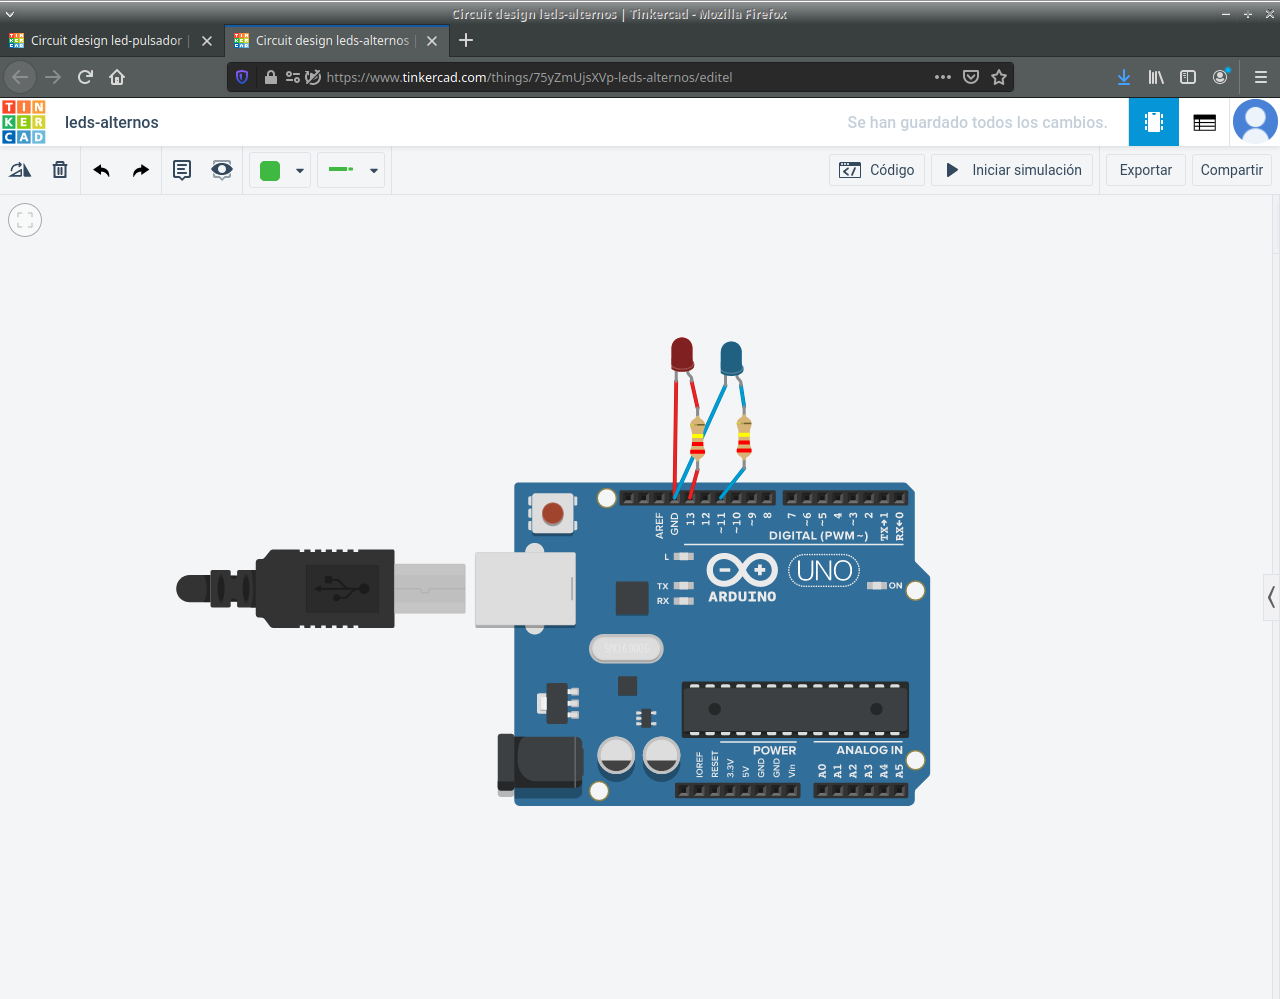 Circuit design leds-alternos | Tinkercad - Mozilla Firefox
Circuit design led-pulsador |
Circuit design leds-alternos |
https://www.tinkercad.com/things/75yZmUjsXVp-leds-alternos/editel
TIN
KER
CAD
leds-alternos
Se han guardado todos los cambios.
Código
Iniciar simulación
Exportar
Compartir
AREF
GND
13
12
~11
~10
~9
8
7
~6
~5
4
~3
2
TX→1
RX←0
DIGITAL (PWM~)
L
TX
RX
ARDUINO
UNO
ON
POWER
ANALOG IN
IOREF
RESET
3.3V
5V
GND
GND
Vin
A0
A1
A2
A3
A4
A5